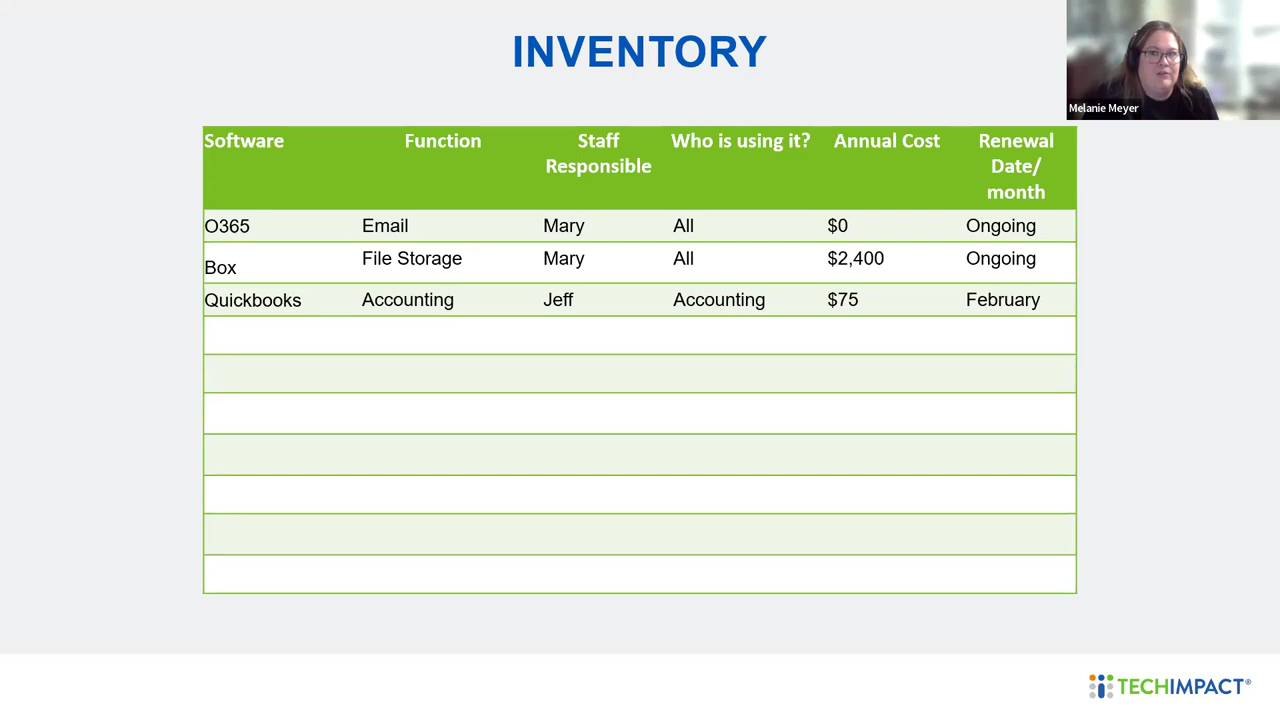 INVENTORY
Melanie Meyer
Software Function Staff Responsible Who is using it? Annual Cost Renewal Date/ month
O365 Email Mary All $0 Ongoing
Box File Storage Mary All $2,400 Ongoing
Quickbooks Accounting Jeff Accounting $75 February
TECHIMPACT®